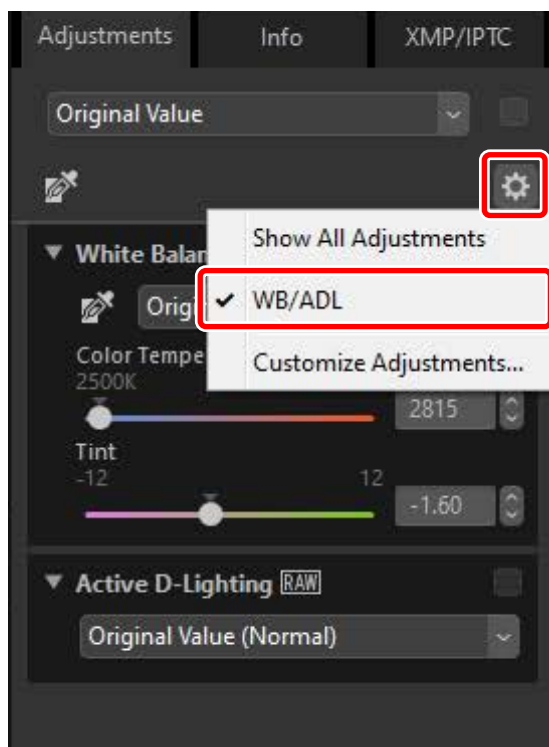 Adjustments Info XMP/IPTC
Original Value
Show All Adjustments
White Balan
WB/ADL
Origi
Customize Adjustments...
Color Tempe
2500K
2815
Tint
-12 12
-1.60
Active D-Lighting RAW
Original Value (Normal)